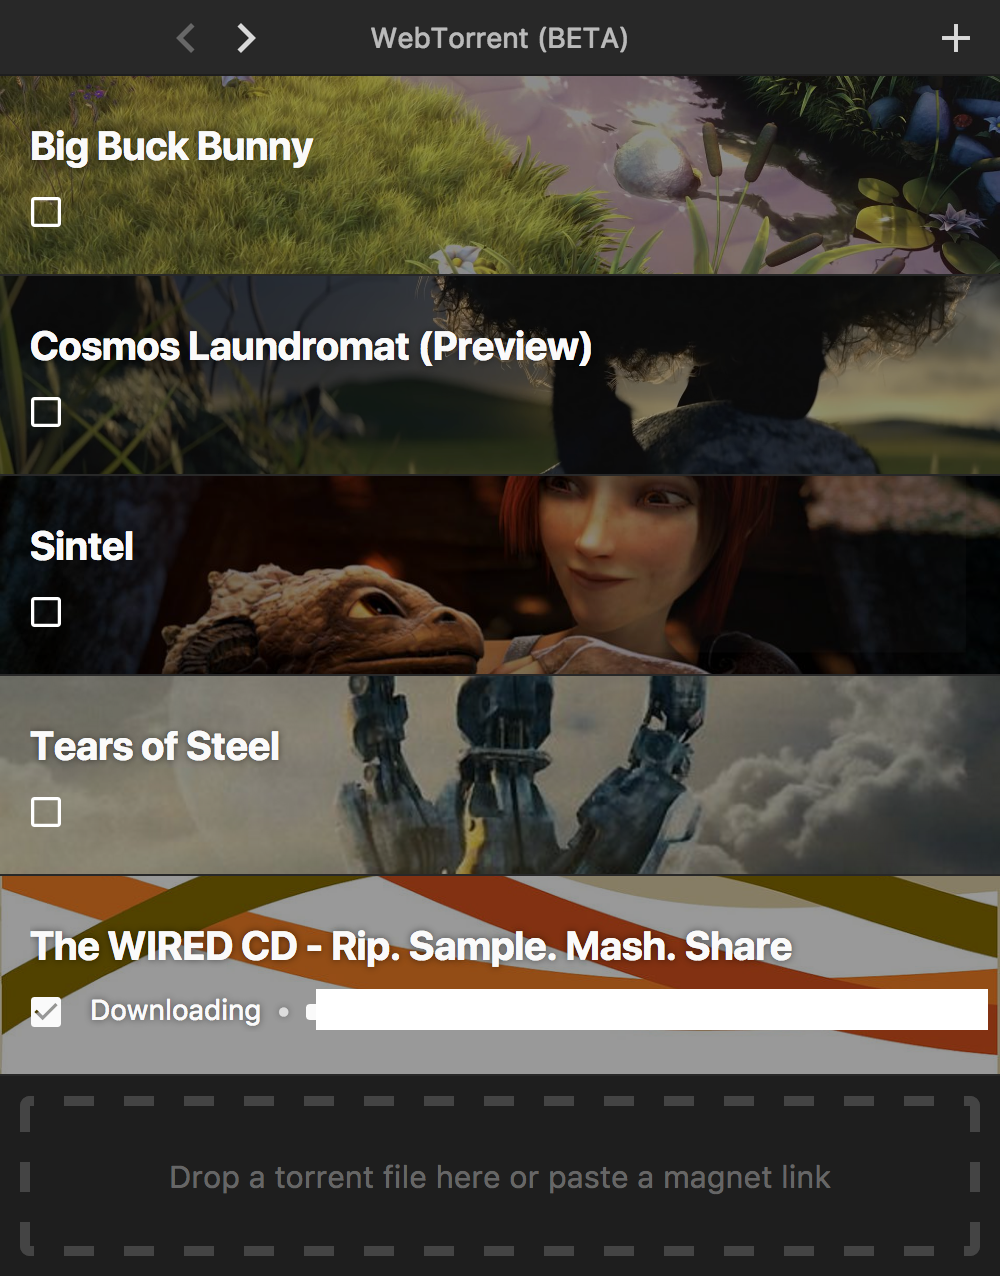 WebTorrent (BETA)
Big Buck Bunny
Cosmos Laundromat (Preview)
Sintel
Tears of Steel
The WIRED CD - Rip. Sample. Mash. Share
Downloading •
Drop a torrent file here or paste a magnet link